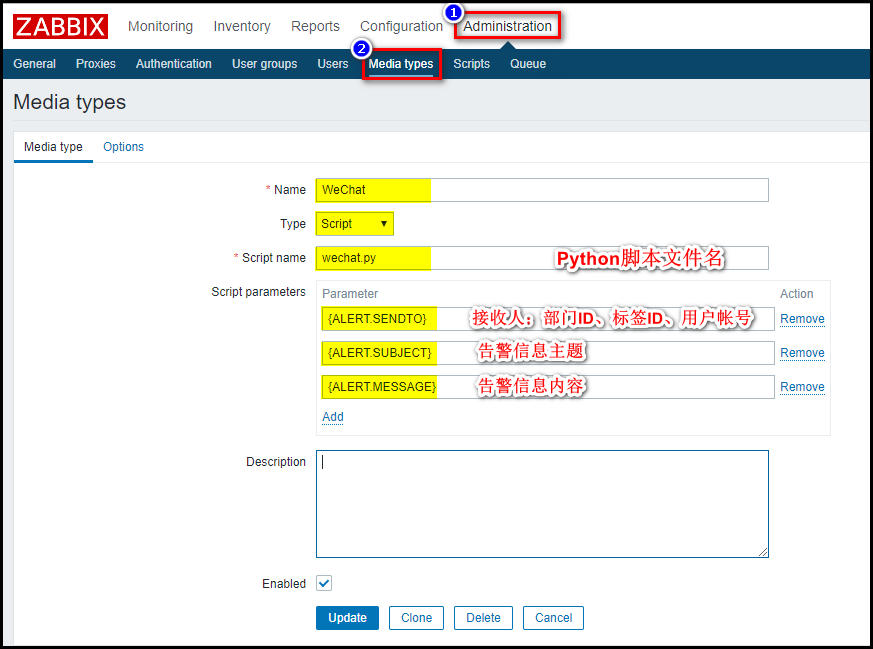 ZABBIX Monitoring Inventory Reports Configuration 1 Administration
2
General Proxies Authentication User groups Users Media types Scripts Queue
Media types
Media type Options
* Name WeChat
Type Script ▼
* Script name wechat.py Python脚本文件名
Script parameters Parameter Action
{ALERT.SENDTO} 接收人：部门ID、标签ID、用户帐号 Remove
{ALERT.SUBJECT} 告警信息主题 Remove
{ALERT.MESSAGE} 告警信息内容 Remove
Add
Description
Enabled
Update Clone Delete Cancel